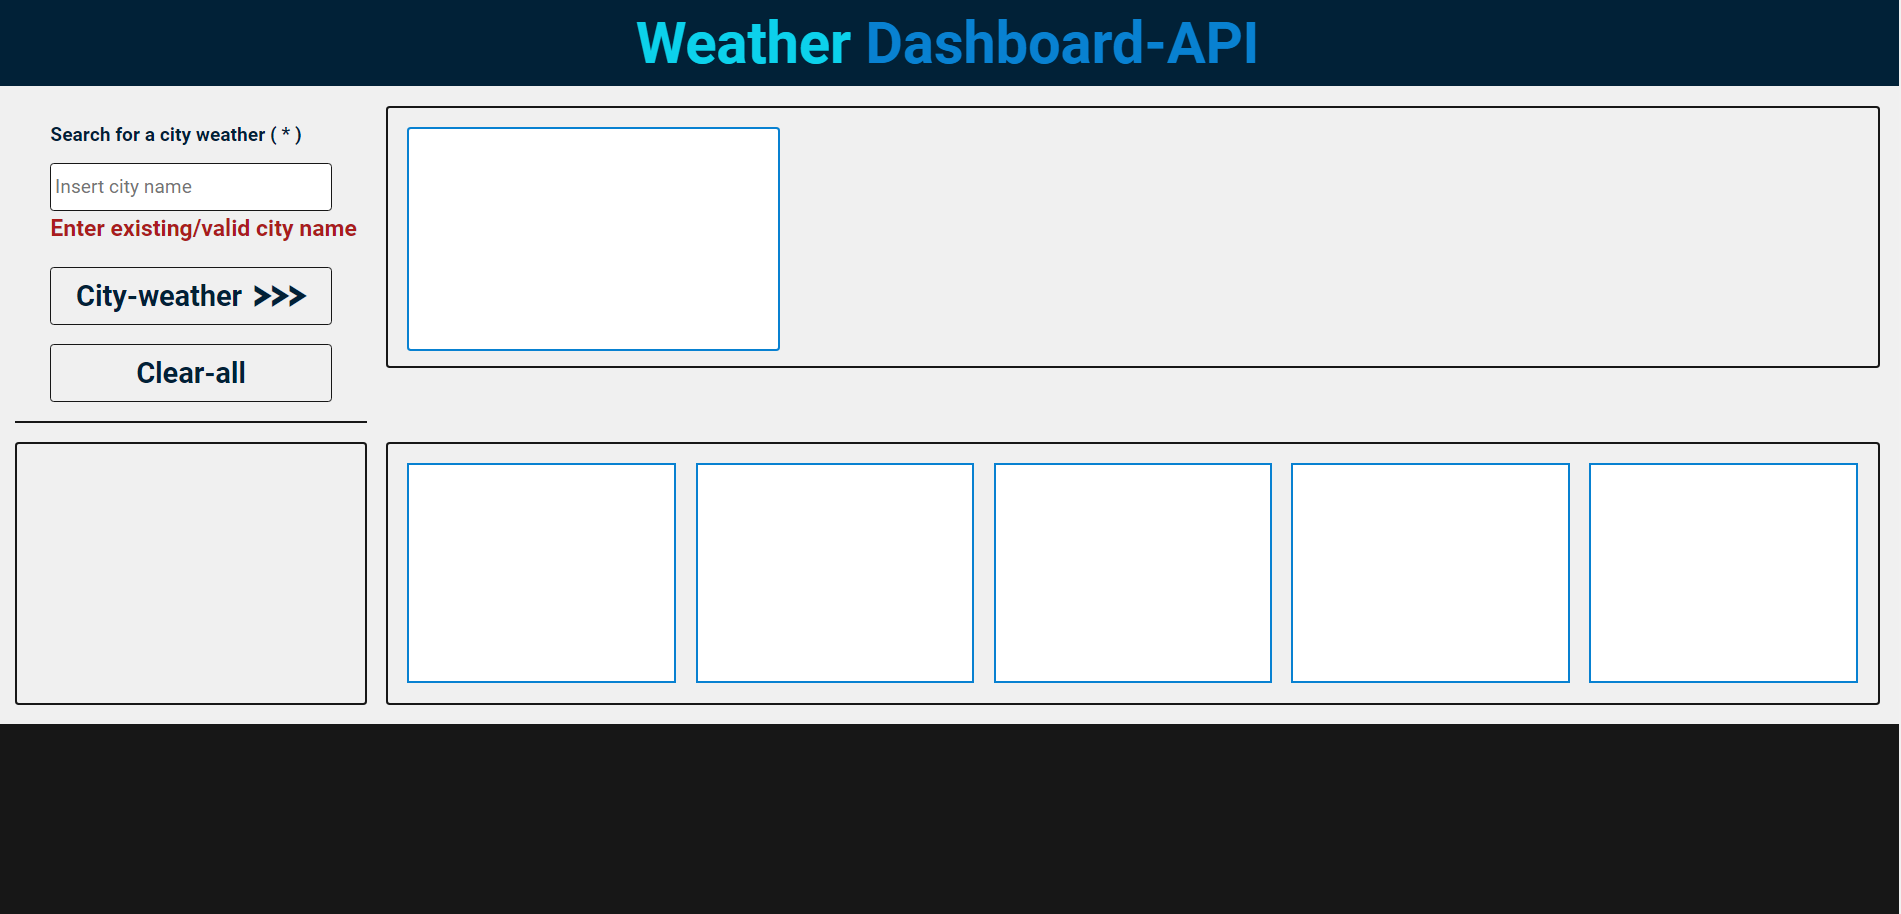 Weather Dashboard-API
Search for a city weather ( * )
Insert city name
Enter existing/valid city name
City-weather >>>
Clear-all